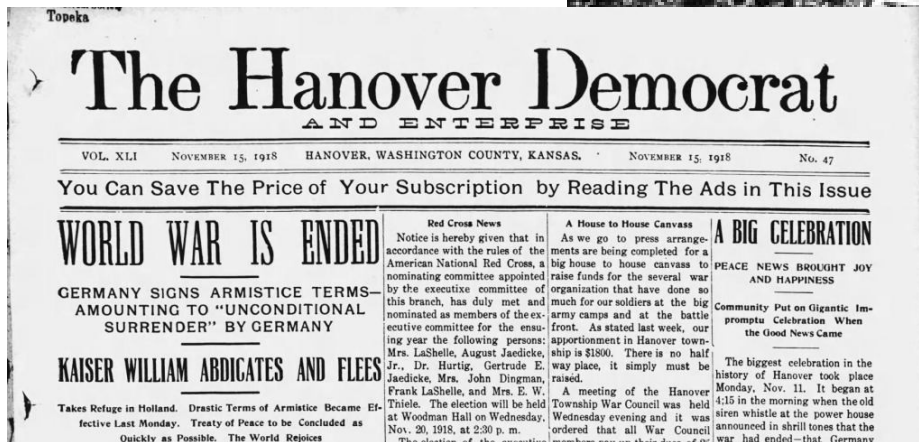 Topeka
The Hanover Democrat
AND ENTERPRISE
VOL. XLI NOVEMBER 15, 1918 HANOVER, WASHINGTON COUNTY, KANSAS. NOVEMBER 15, 1918 No. 47
You Can Save The Price of Your Subscription by Reading The Ads in This Issue
WORLD WAR IS ENDED
GERMANY SIGNS ARMISTICE TERMS—
AMOUNTING TO "UNCONDITIONAL
SURRENDER" BY GERMANY
KAISER WILLIAM ABDICATES AND FLEES
Takes Refuge in Holland. Drastic Terms of Armistice Became Ef-
fective Last Monday. Treaty of Peace to be Concluded as
Quickly as Possible. The World Rejoices
Red Cross News
Notice is hereby given that in
accordance with the rules of the
American National Red Cross, a
nominating committee appointed
by the executixe committee of
this branch, has duly met and
nominated as members of the ex-
ecutive committee for the ensu-
ing year the following persons:
Mrs. LaShelle, August Jaedicke,
Jr., Dr. Hurtig, Gertrude E.
Jaedicke, Mrs. John Dingman,
Frank LaShelle, and Mrs. E. W.
Thiele. The election will be held
at Woodman Hall on Wednesday,
Nov. 20, 1918, at 2:30 p. m.
The election of the executive
A House to House Canvass
As we go to press arrange-
ments are being completed for a
big house to house canvass to
raise funds for the several war
organization that have done so
much for our soldiers at the big
army camps and at the battle
front. As stated last week, our
apportionment in Hanover town-
ship is $1800. There is no half
way place, it simply must be
raised.
A meeting of the Hanover
Township War Council was held
Wednesday evening and it was
ordered that all War Council
A BIG CELEBRATION
PEACE NEWS BROUGHT JOY
AND HAPPINESS
Community Put on Gigantic Im-
promptu Celebration When
the Good News Came
The biggest celebration in the
history of Hanover took place
Monday, Nov. 11. It began at
4:15 in the morning when the old
siren whistle at the power house
announced in shrill tones that the
war had ended—that Germany